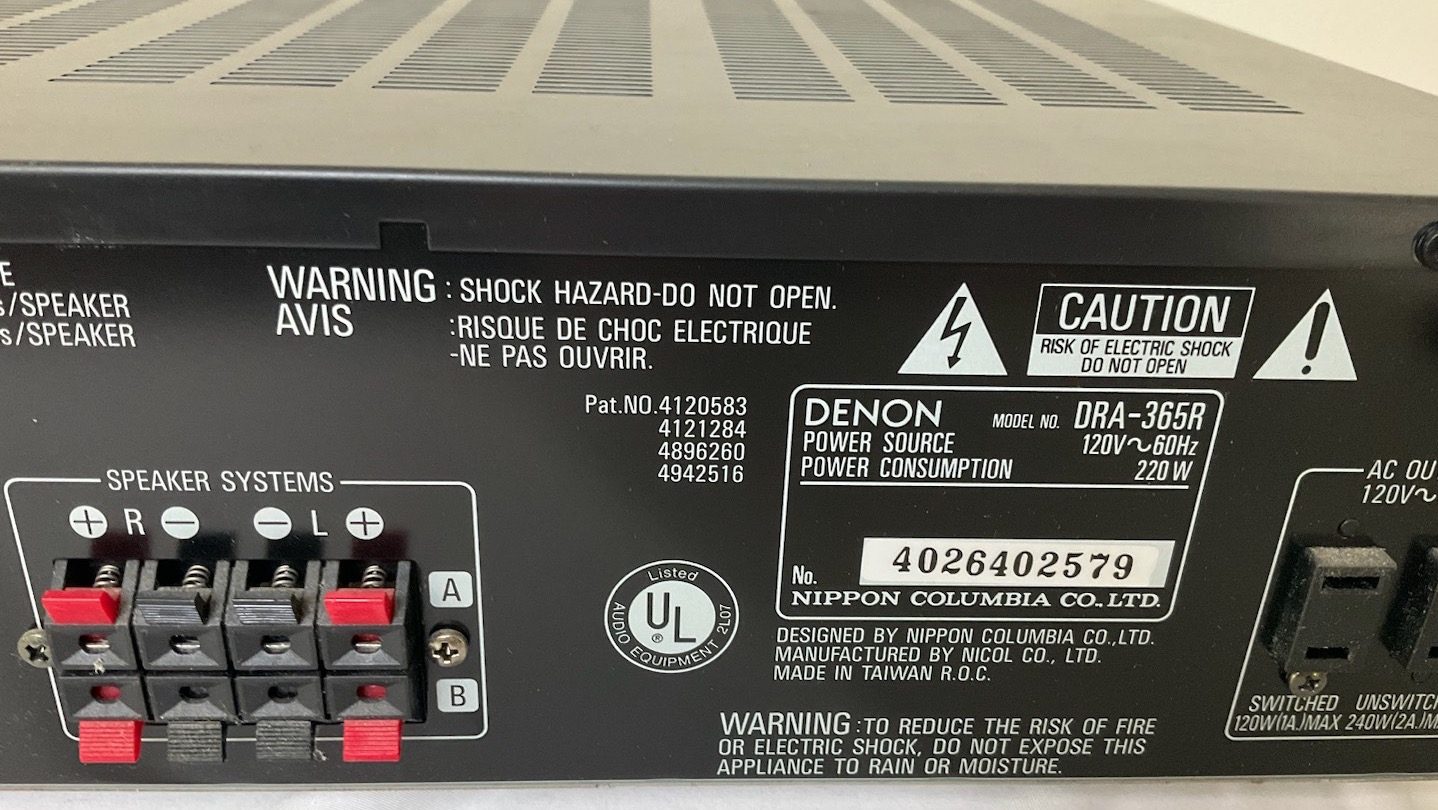 E
s/SPEAKER
s/SPEAKER
WARNING : SHOCK HAZARD-DO NOT OPEN.
AVIS :RISQUE DE CHOC ELECTRIQUE
-NE PAS OUVRIR.
CAUTION
RISK OF ELECTRIC SHOCK
DO NOT OPEN
Pat.NO.4120583
4121284
4896260
4942516
DENON MODEL NO. DRA-365R
POWER SOURCE 120V~60Hz
POWER CONSUMPTION 220W
No. 4026402579
NIPPON COLUMBIA CO.,LTD.
DESIGNED BY NIPPON COLUMBIA CO.,LTD.
MANUFACTURED BY NICOL CO., LTD.
MADE IN TAIWAN R.O.C.
SPEAKER SYSTEMS
+ R − − L +
A
B
Listed
UL
®
AUDIO EQUIPMENT 2L07
AC OU
120V~
SWITCHED UNSWITC
120W(1A.)MAX 240W(2A.)M
WARNING :TO REDUCE THE RISK OF FIRE
OR ELECTRIC SHOCK, DO NOT EXPOSE THIS
APPLIANCE TO RAIN OR MOISTURE.